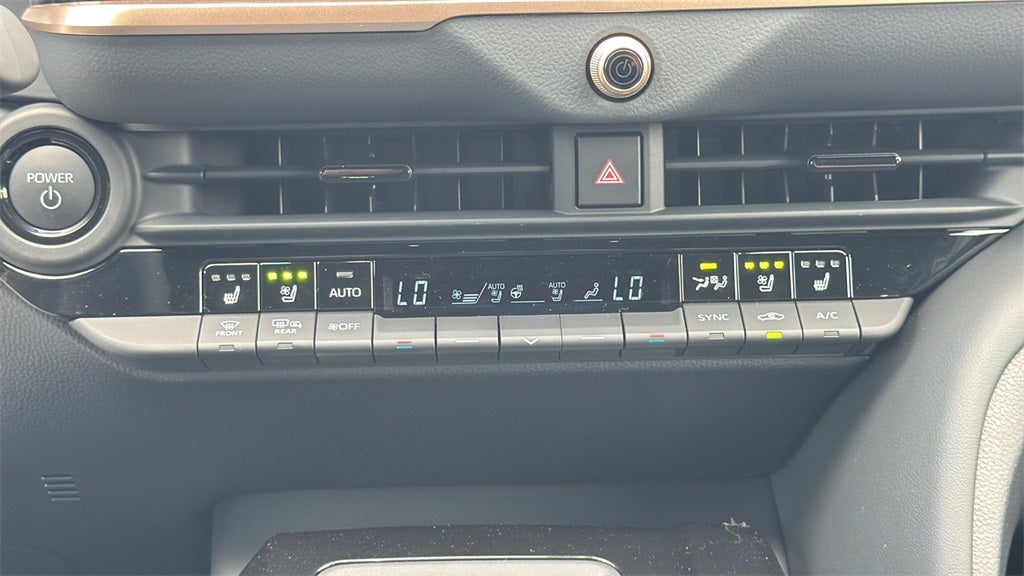 POWER
AUTO
LO
AUTO
AUTO
LO
FRONT
REAR
OFF
SYNC
A/C